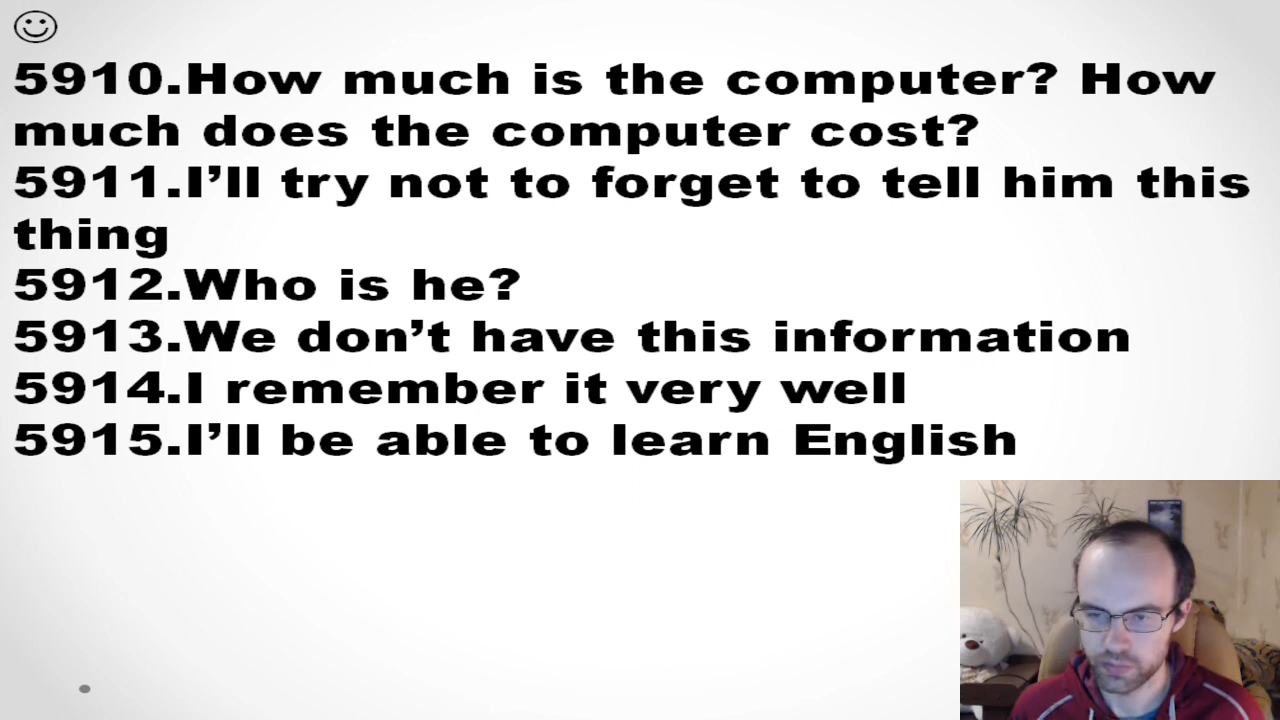 5910.How much is the computer? How
much does the computer cost?
5911.I’ll try not to forget to tell him this
thing
5912.Who is he?
5913.We don’t have this information
5914.I remember it very well
5915.I’ll be able to learn English